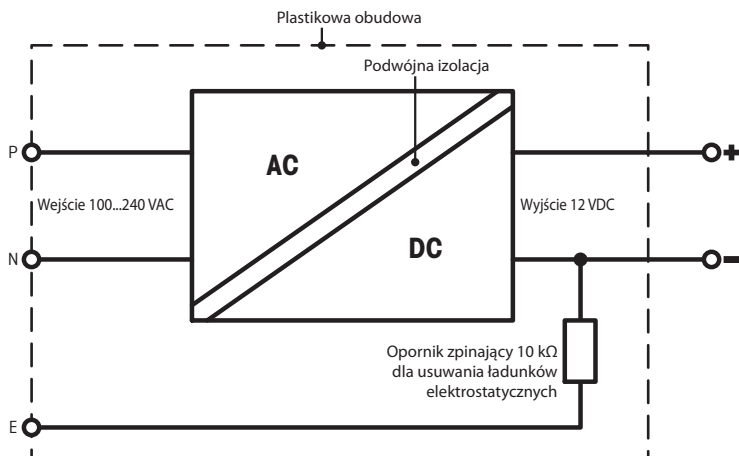 Plastikowa obudowa
Podwójna izolacja
P
AC
+
Wejście 100...240 VAC
Wyjście 12 VDC
N
DC
–
Opornik zpinający 10 kΩ
dla usuwania ładunków
elektrostatycznych
E